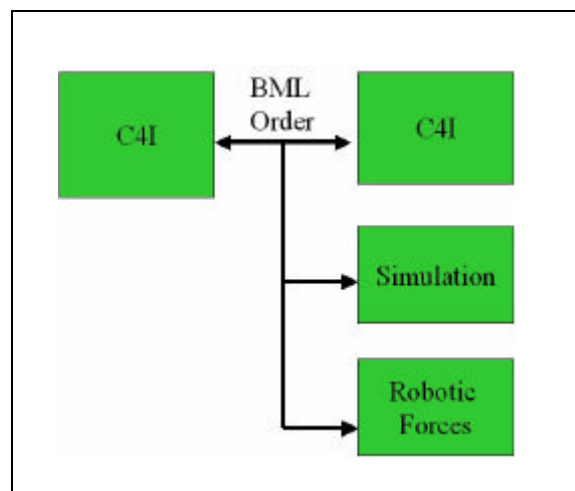 C4I
BML
Order
C4I
Simulation
Robotic
Forces